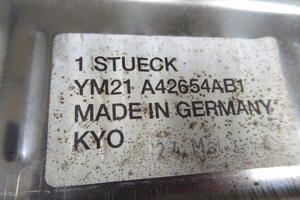 1 STUECK
YM21 A42654AB1
MADE IN GERMANY
KYO